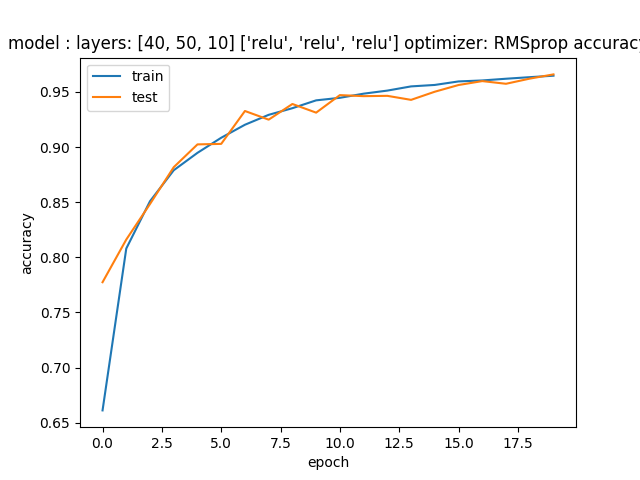 model : layers: [40, 50, 10] ['relu', 'relu', 'relu'] optimizer: RMSprop
train
test
0.95
0.90
0.85
0.80
0.75
0.70
0.65
accuracy
0.0 2.5 5.0 7.5 10.0 12.5 15.0 17.5
epoch